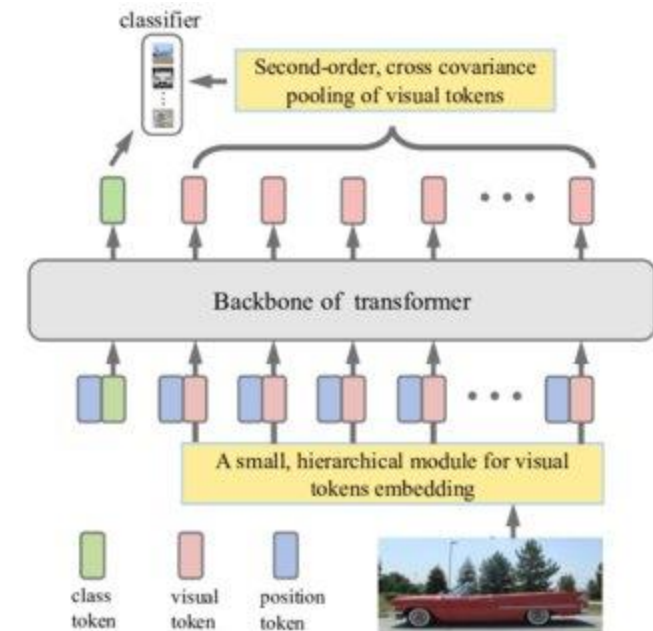 classifier
Second-order, cross covariance
pooling of visual tokens
Backbone of transformer
A small, hierarchical module for visual
tokens embedding
class
token
visual
token
position
token